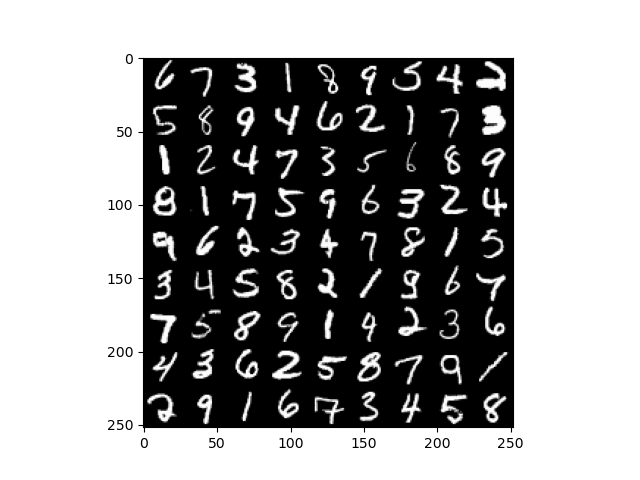 0
6 7 3 1 8 9 5 4 2
5 8 9 4 6 2 1 7 3
50
1 2 4 7 3 5 6 8 9
100
8 1 7 5 9 6 3 2 4
9 6 2 3 4 7 8 1 5
150
3 4 5 8 2 1 9 6 7
7 5 8 9 1 4 2 3 6
200
4 3 6 2 5 8 7 9 1
2 9 1 6 7 3 4 5 8
250
0 50 100 150 200 250